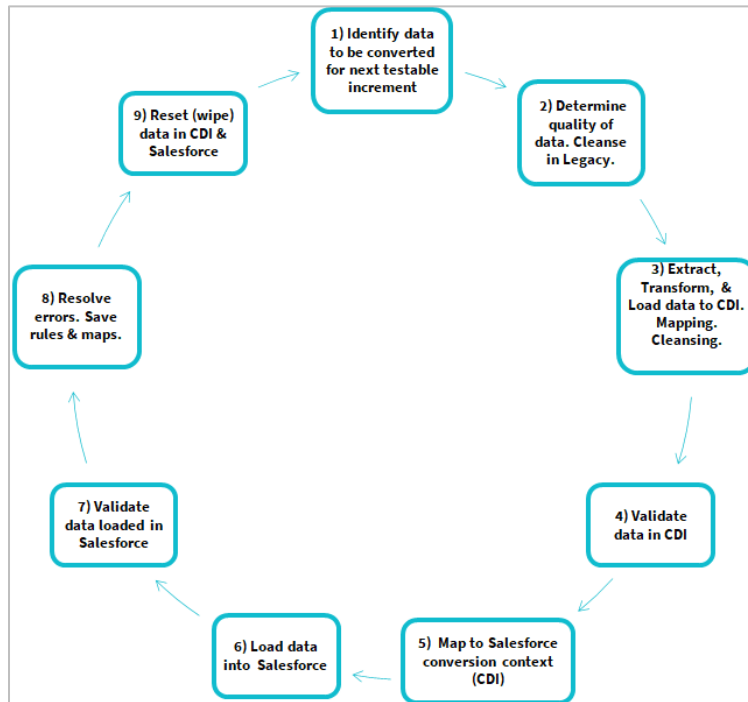 1) Identify data
to be converted
for next testable
increment
2) Determine
quality of
data. Cleanse
in Legacy.
3) Extract,
Transform, &
Load data to CDI.
Mapping.
Cleansing.
4) Validate
data in CDI
5) Map to Salesforce
conversion context
(CDI)
6) Load data
into Salesforce
7) Validate
data loaded in
Salesforce
8) Resolve
errors. Save
rules & maps.
9) Reset (wipe)
data in CDI &
Salesforce